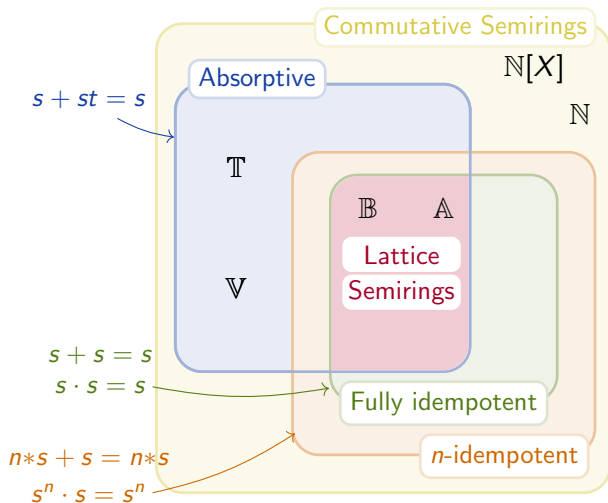 Commutative Semirings
ℕ[X]
Absorptive
s + st = s
ℕ
𝕋
𝔹 𝔸
Lattice
Semirings
𝕍
s + s = s
s · s = s
Fully idempotent
n∗s + s = n∗s
n-idempotent
sⁿ · s = sⁿ